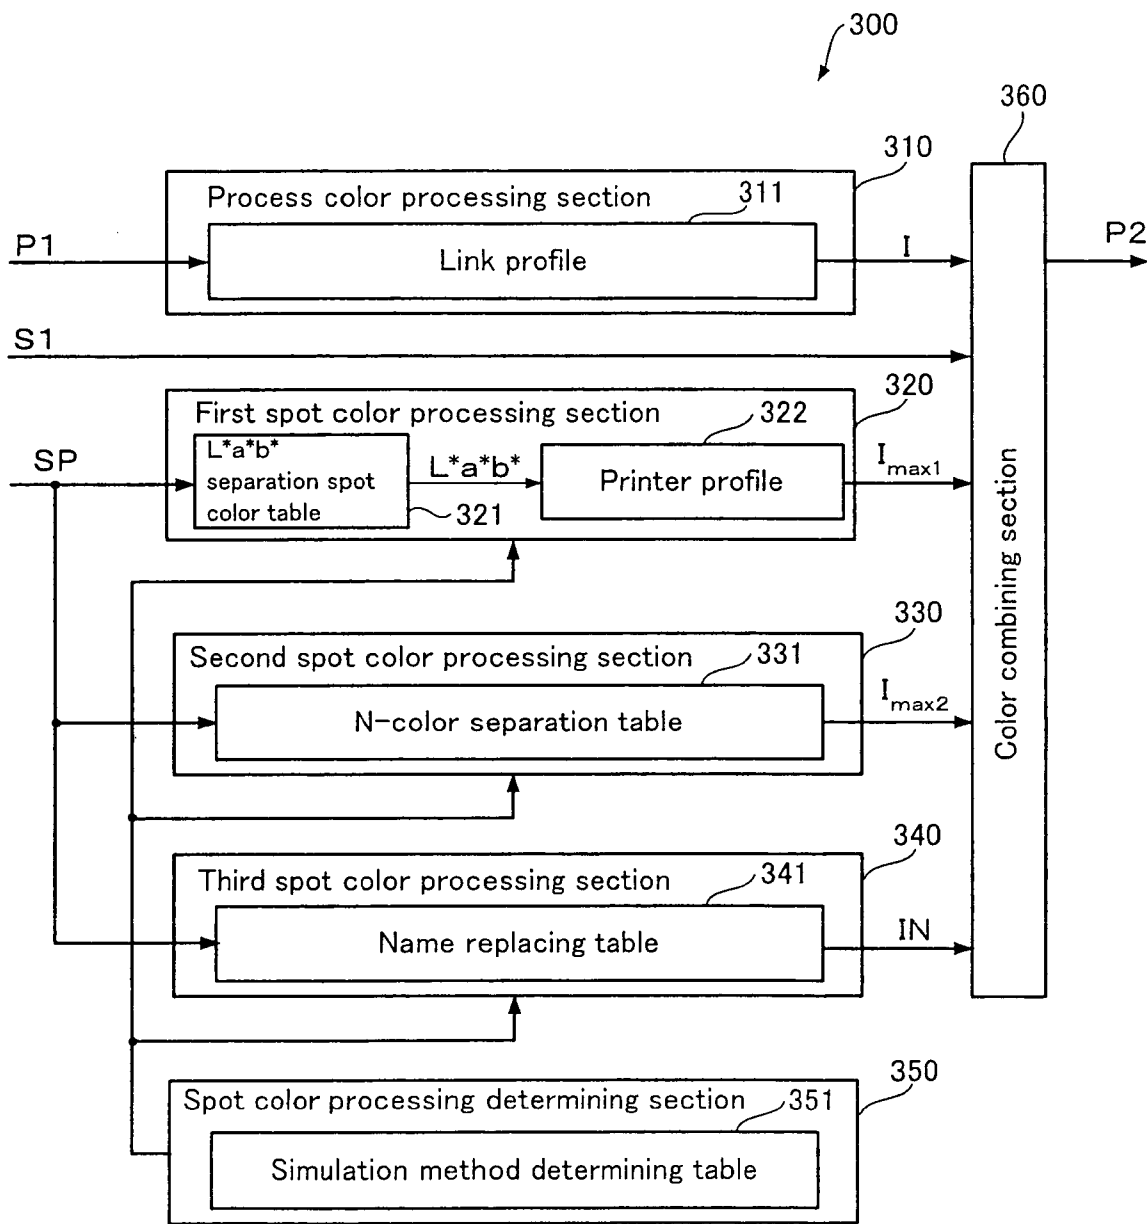 300
360
310
Process color processing section
311
P1
Link profile
I
P2
S1
320
First spot color processing section
322
SP
L*a*b*
separation spot
color table
321
L*a*b*
Printer profile
Imax1
Color combining section
330
Second spot color processing section
331
N-color separation table
Imax2
340
Third spot color processing section
341
Name replacing table
IN
350
Spot color processing determining section
351
Simulation method determining table